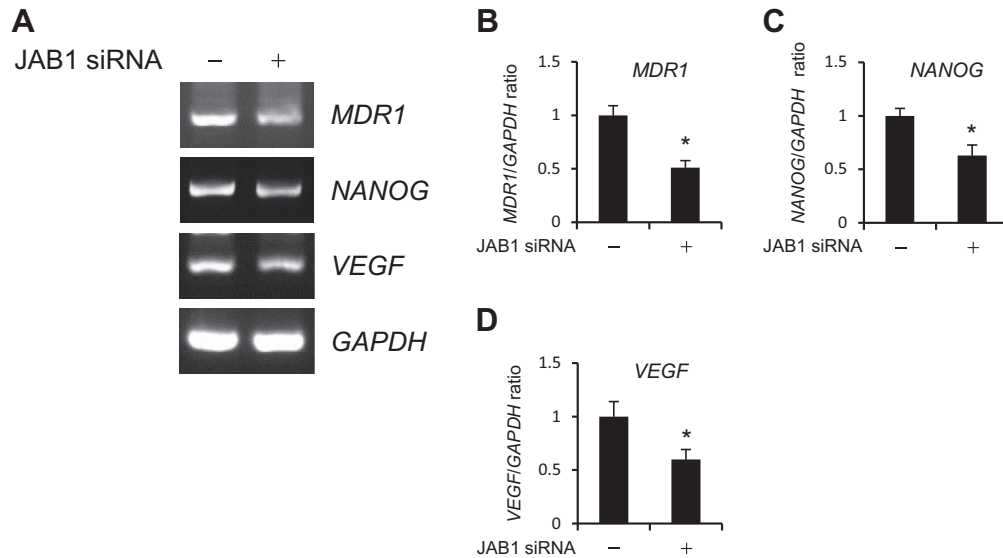 A
JAB1 siRNA – +
MDR1
NANOG
VEGF
GAPDH
B
MDR1/GAPDH ratio
1.5
1
0.5
0
MDR1
*
JAB1 siRNA – +
C
NANOG/GAPDH ratio
1.5
1
0.5
0
NANOG
*
JAB1 siRNA – +
D
VEGF/GAPDH ratio
1.5
1
0.5
0
VEGF
*
JAB1 siRNA – +